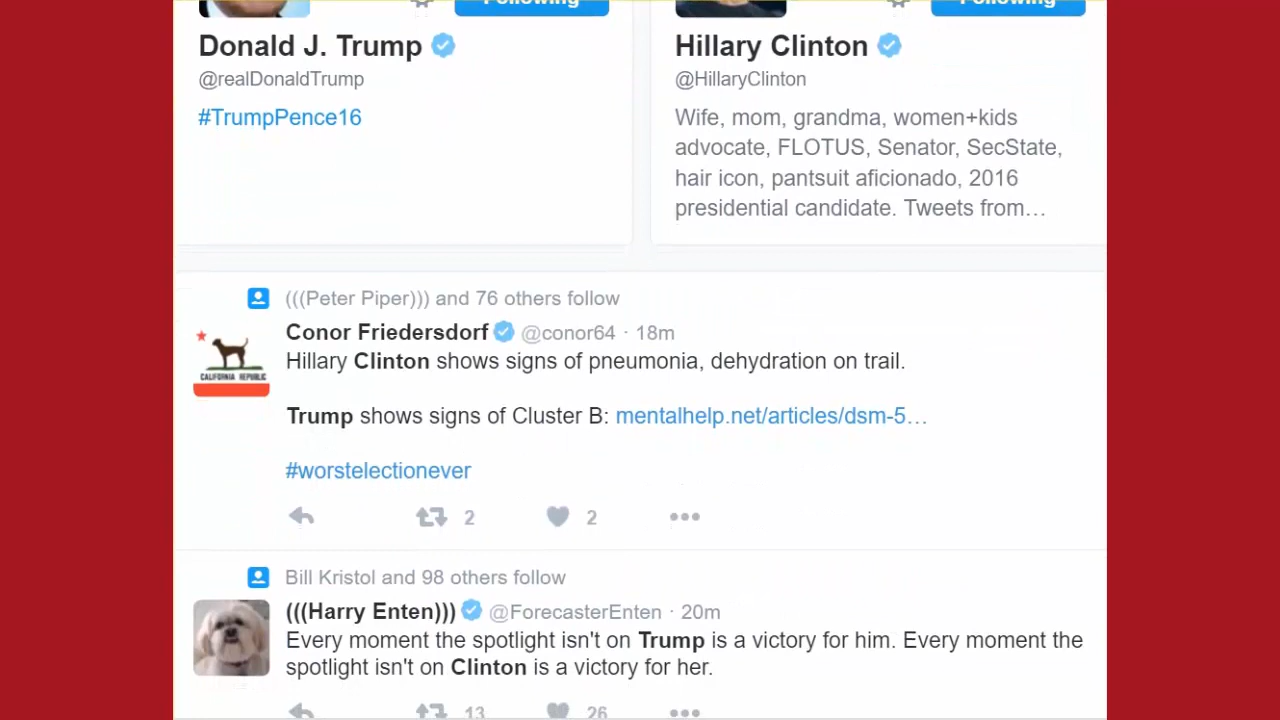 Following
Following
Donald J. Trump
Hillary Clinton
@realDonaldTrump
@HillaryClinton
#TrumpPence16
Wife, mom, grandma, women+kids
advocate, FLOTUS, Senator, SecState,
hair icon, pantsuit aficionado, 2016
presidential candidate. Tweets from…
(((Peter Piper))) and 76 others follow
Conor Friedersdorf @conor64 · 18m
Hillary Clinton shows signs of pneumonia, dehydration on trail.
Trump shows signs of Cluster B: mentalhelp.net/articles/dsm-5…
#worstelectionever
2 2
CALIFORNIA REPUBLIC
Bill Kristol and 98 others follow
(((Harry Enten))) @ForecasterEnten · 20m
Every moment the spotlight isn't on Trump is a victory for him. Every moment the
spotlight isn't on Clinton is a victory for her.
13 26